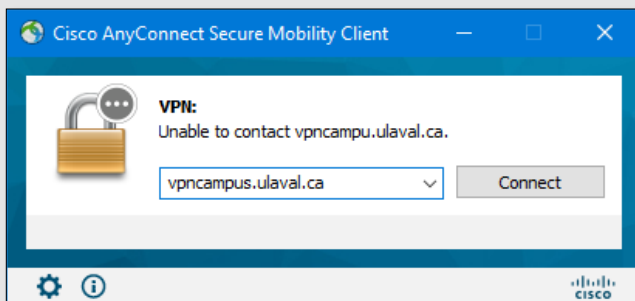 Cisco AnyConnect Secure Mobility Client
VPN:
Unable to contact vpncampu.ulaval.ca.
vpncampus.ulaval.ca
Connect
CISCO